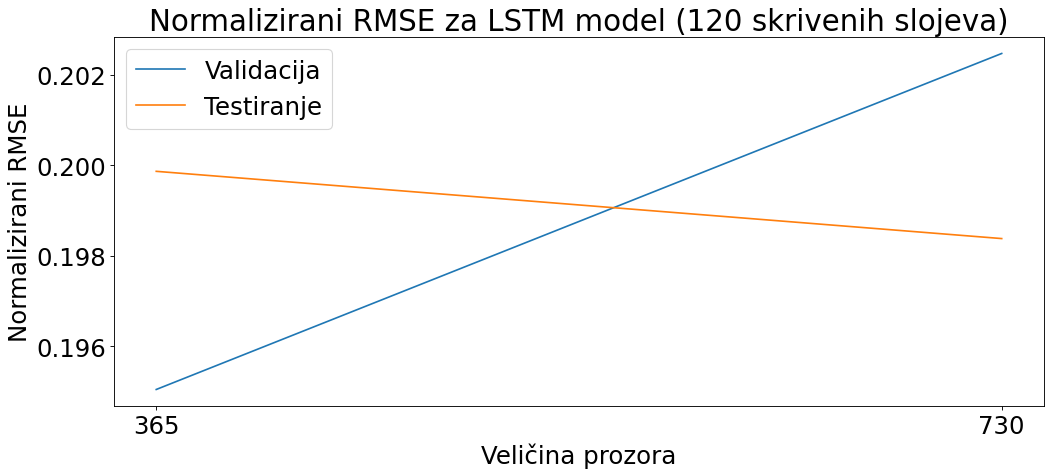 Normalizirani RMSE za LSTM model (120 skrivenih slojeva)
Validacija
Testiranje
Normalizirani RMSE
0.202
0.200
0.198
0.196
365
730
Veličina prozora